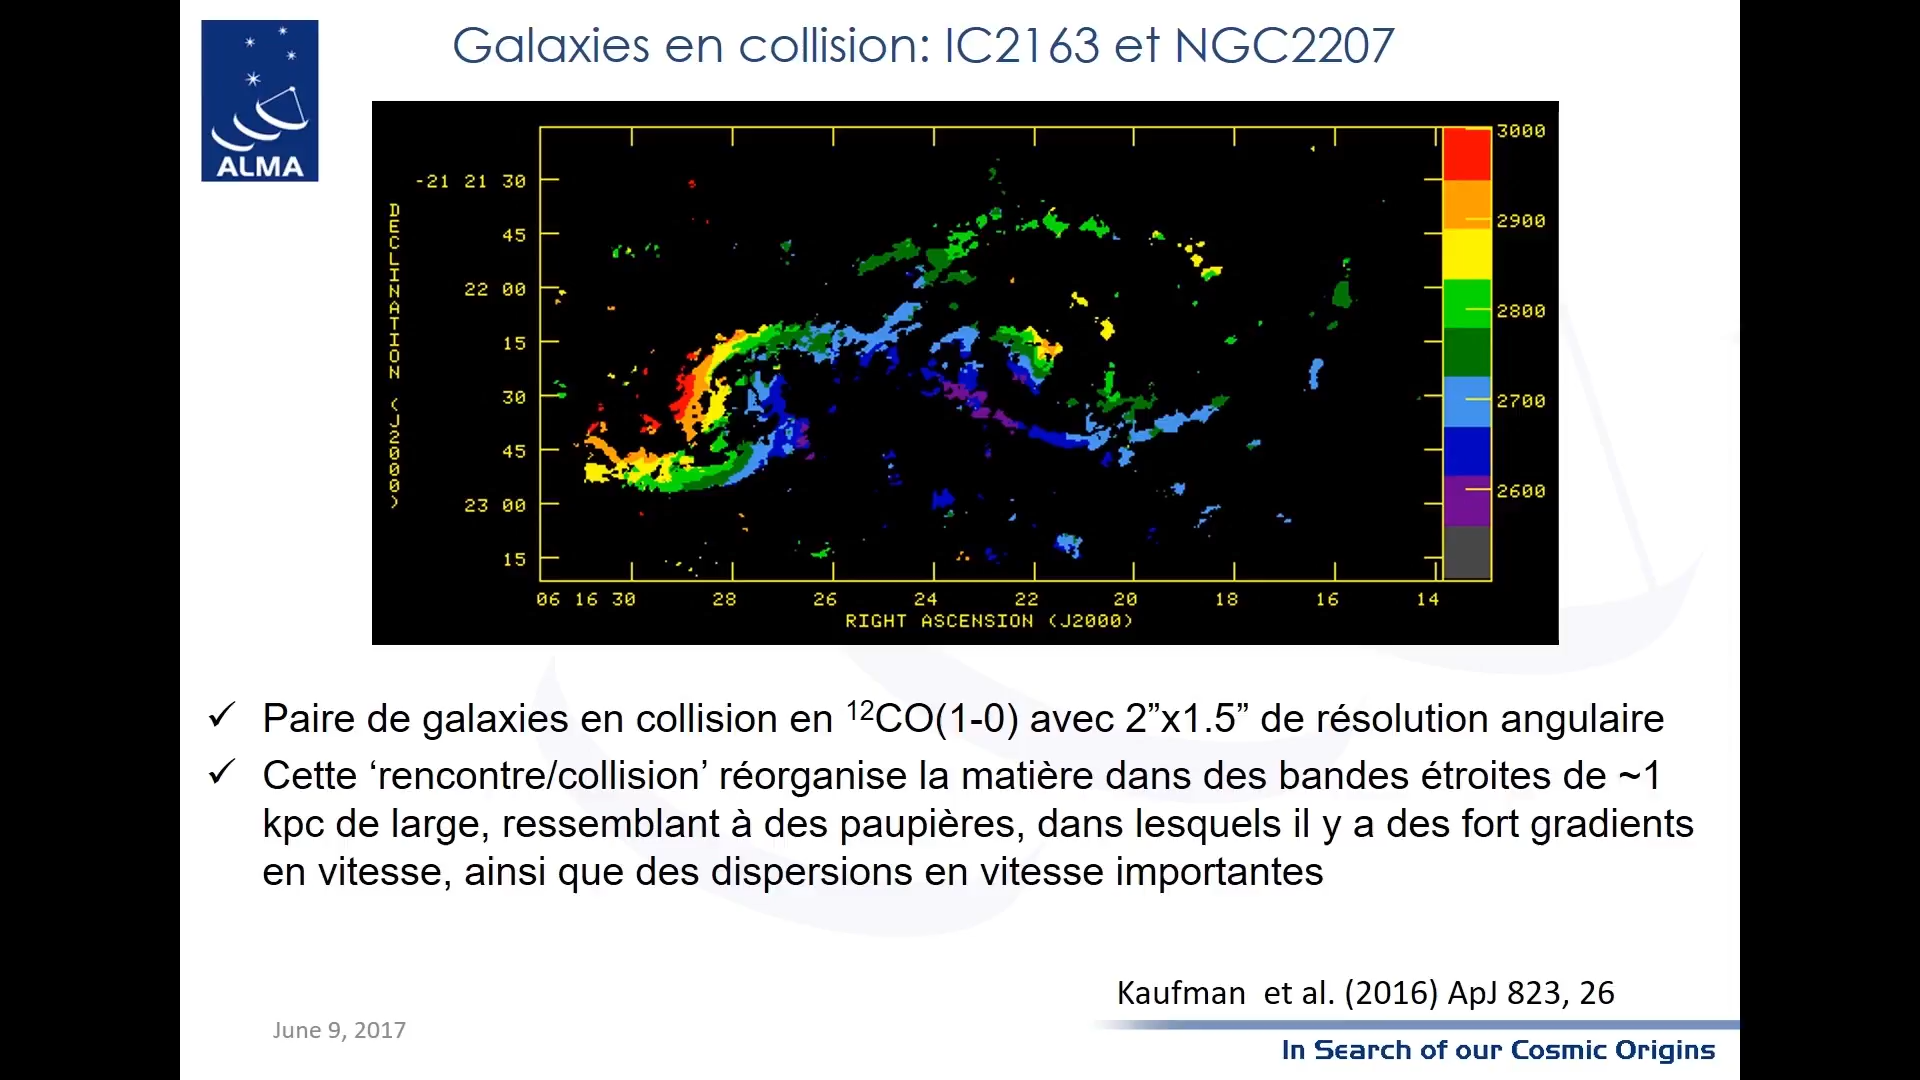 Galaxies en collision: IC2163 et NGC2207
ALMA
3000
-21 21 30
2900
45
22 00
2800
15
30
2700
45
2600
23 00
15
DECLINATION (J2000)
06 16 30 28 26 24 22 20 18 16 14
RIGHT ASCENSION (J2000)
✓ Paire de galaxies en collision en ¹²CO(1-0) avec 2”x1.5” de résolution angulaire
✓ Cette ‘rencontre/collision’ réorganise la matière dans des bandes étroites de ~1
kpc de large, ressemblant à des paupières, dans lesquels il y a des fort gradients
en vitesse, ainsi que des dispersions en vitesse importantes
Kaufman et al. (2016) ApJ 823, 26
June 9, 2017
In Search of our Cosmic Origins